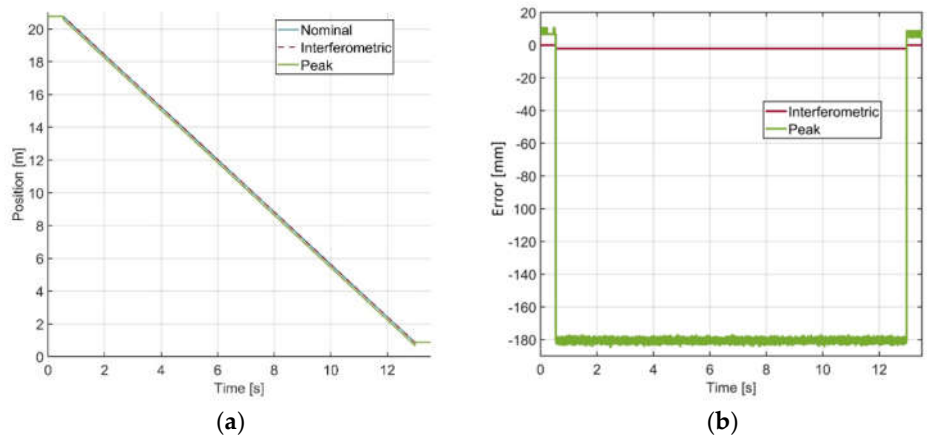 20
18
16
14
12
10
8
6
4
2
0
Position [m]
Nominal
Interferometric
Peak
0 2 4 6 8 10 12
Time [s]
(a)
20
0
-20
-40
-60
-80
100
-120
-140
-160
-180
Error [mm]
Interferometric
Peak
0 2 4 6 8 10 12
Time [s]
(b)